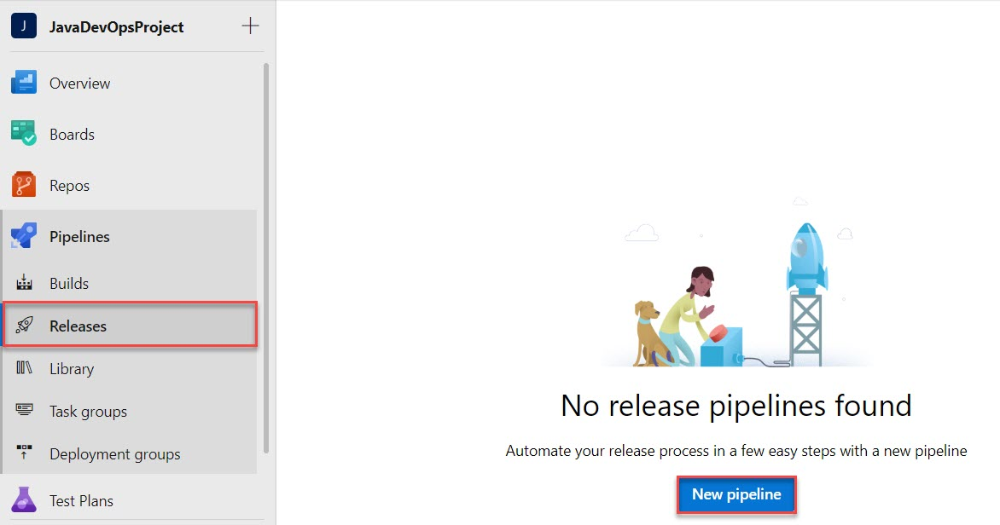 J JavaDevOpsProject +
Overview
Boards
Repos
Pipelines
Builds
Releases
Library
Task groups
Deployment groups
Test Plans
No release pipelines found
Automate your release process in a few easy steps with a new pipeline
New pipeline